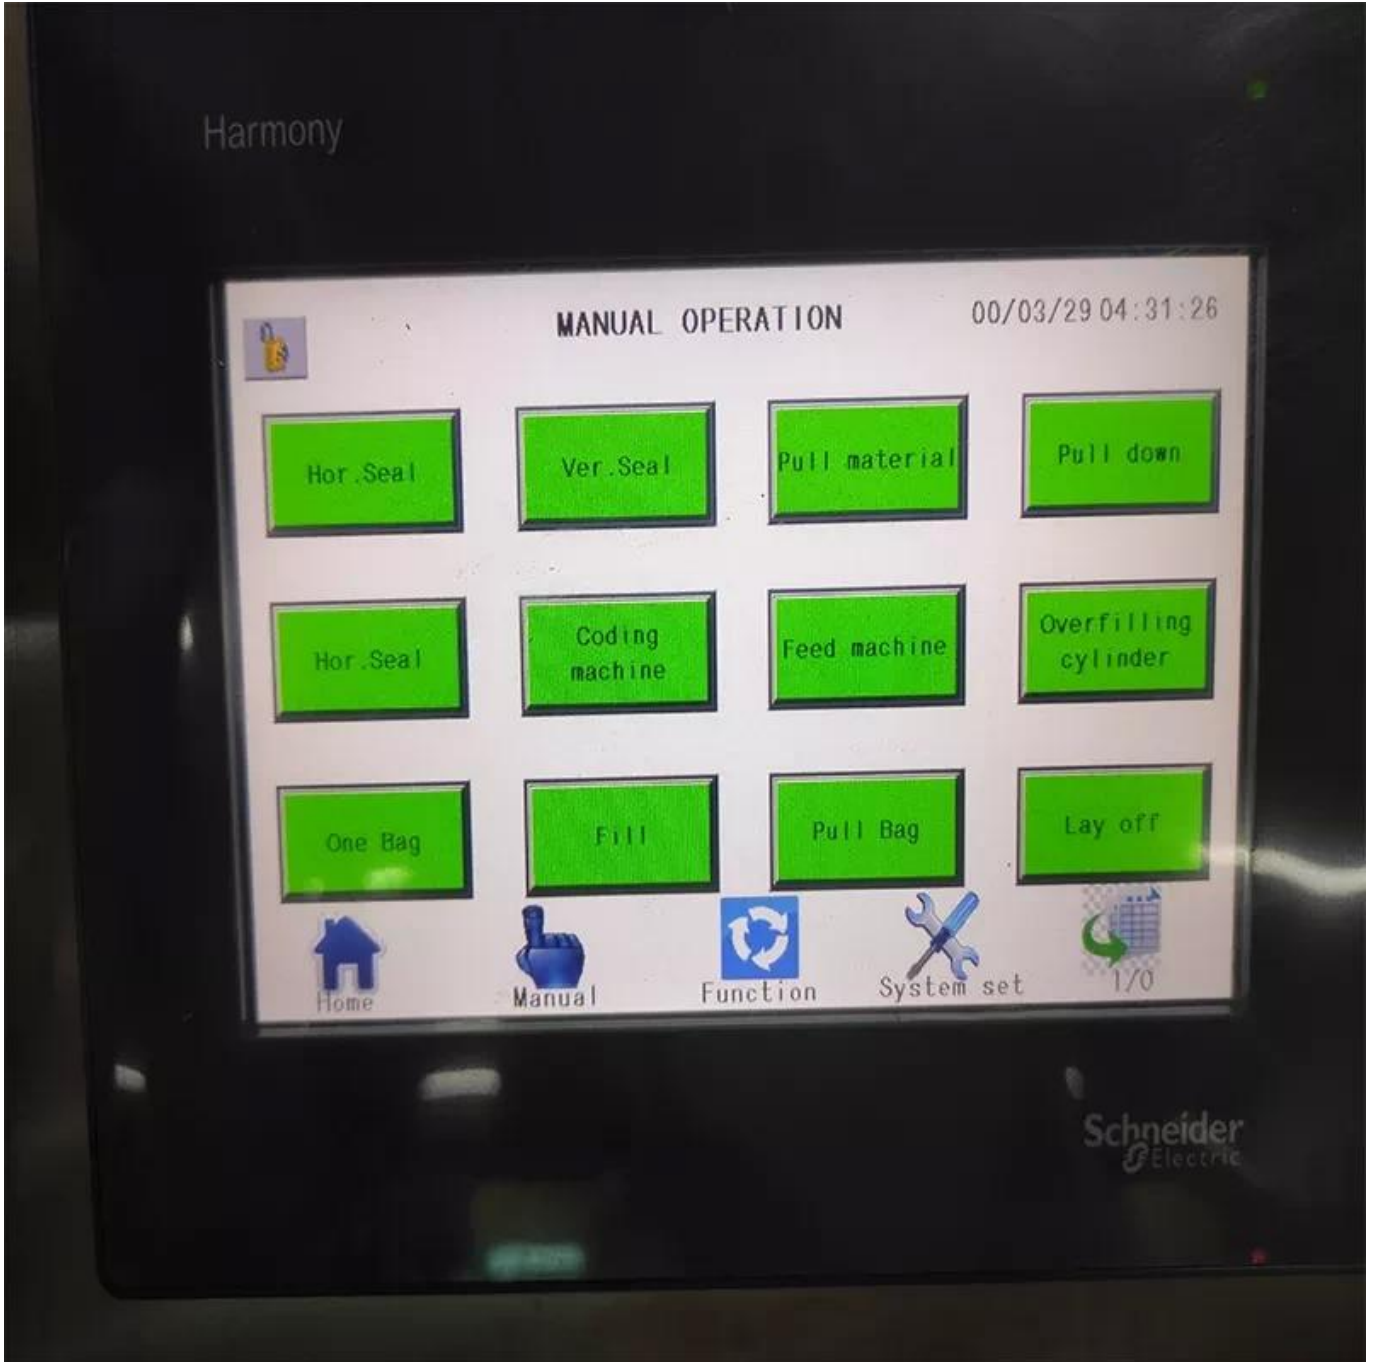 Harmony
MANUAL OPERATION
00/03/29 04:31:26
Hor.Seal
Ver.Seal
Pull material
Pull down
Hor.Seal
Coding
machine
Feed machine
Overfilling
cylinder
One Bag
Fill
Pull Bag
Lay off
Home
Manual
Function
System set
I/O
Schneider
Electric